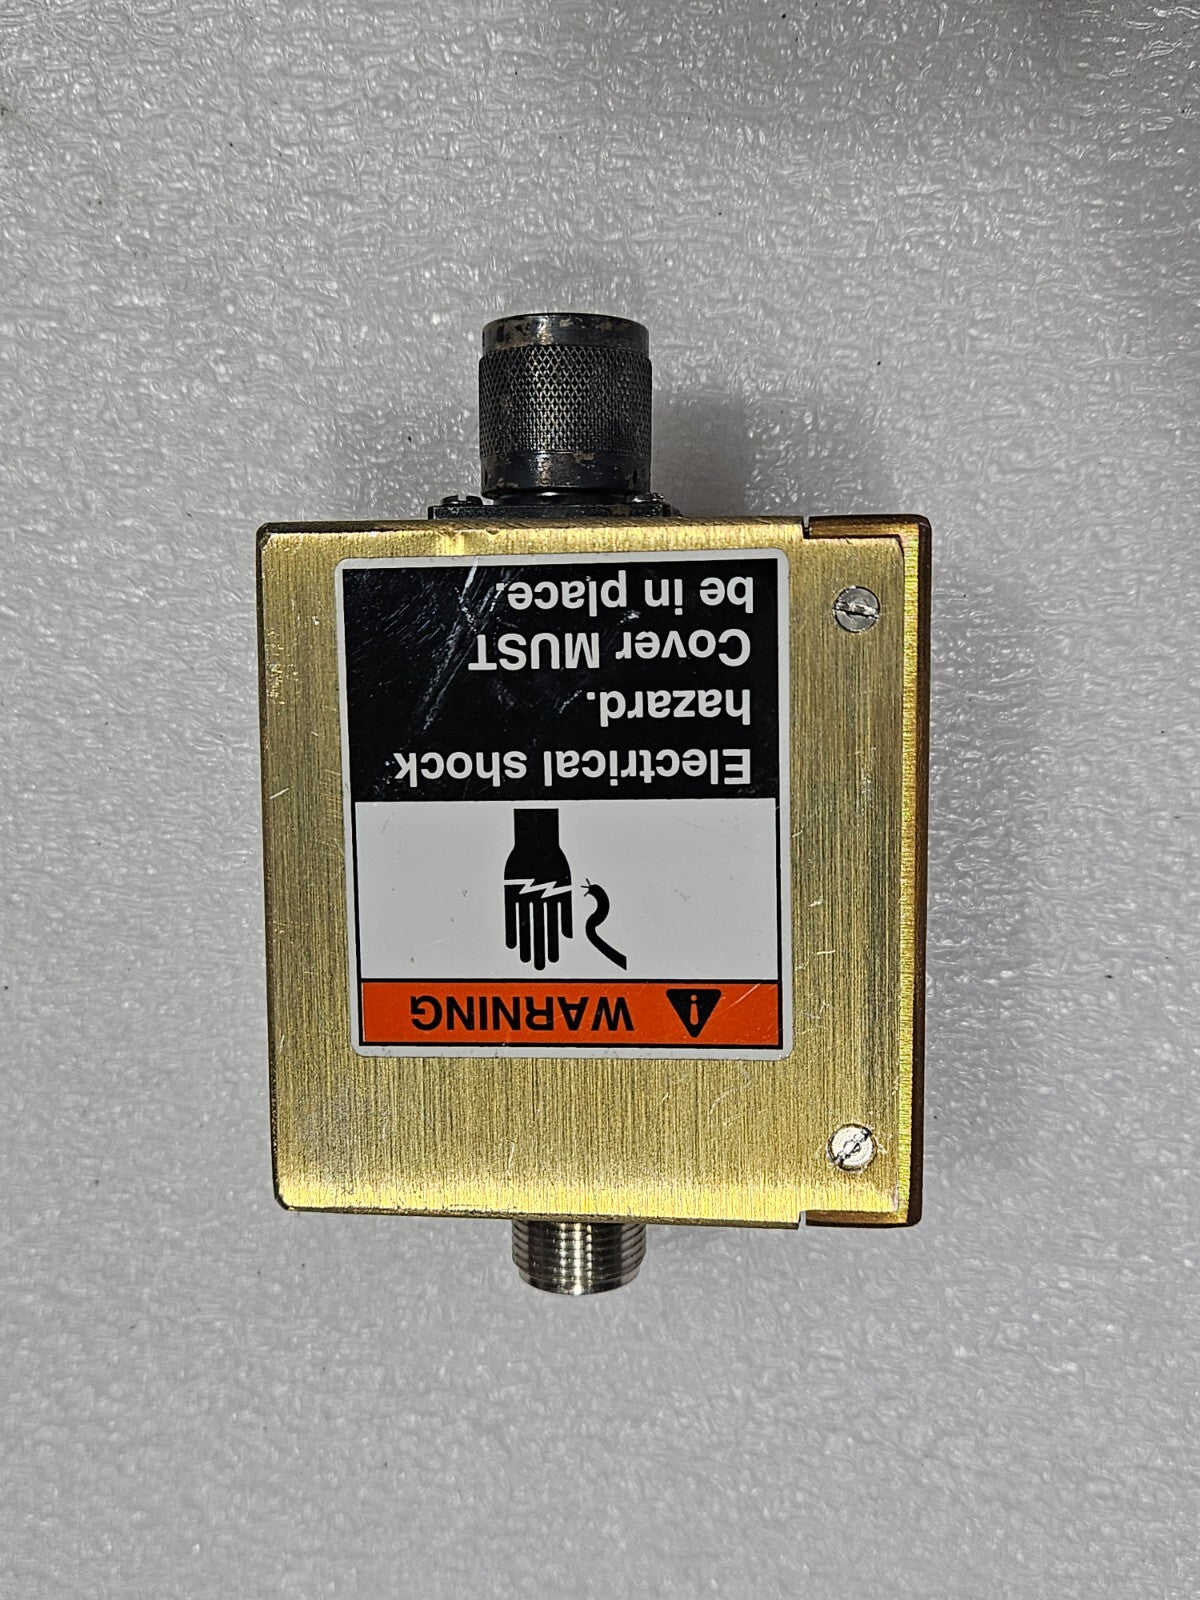 WARNING
Electrical shock
hazard.
Cover MUST
be in place.